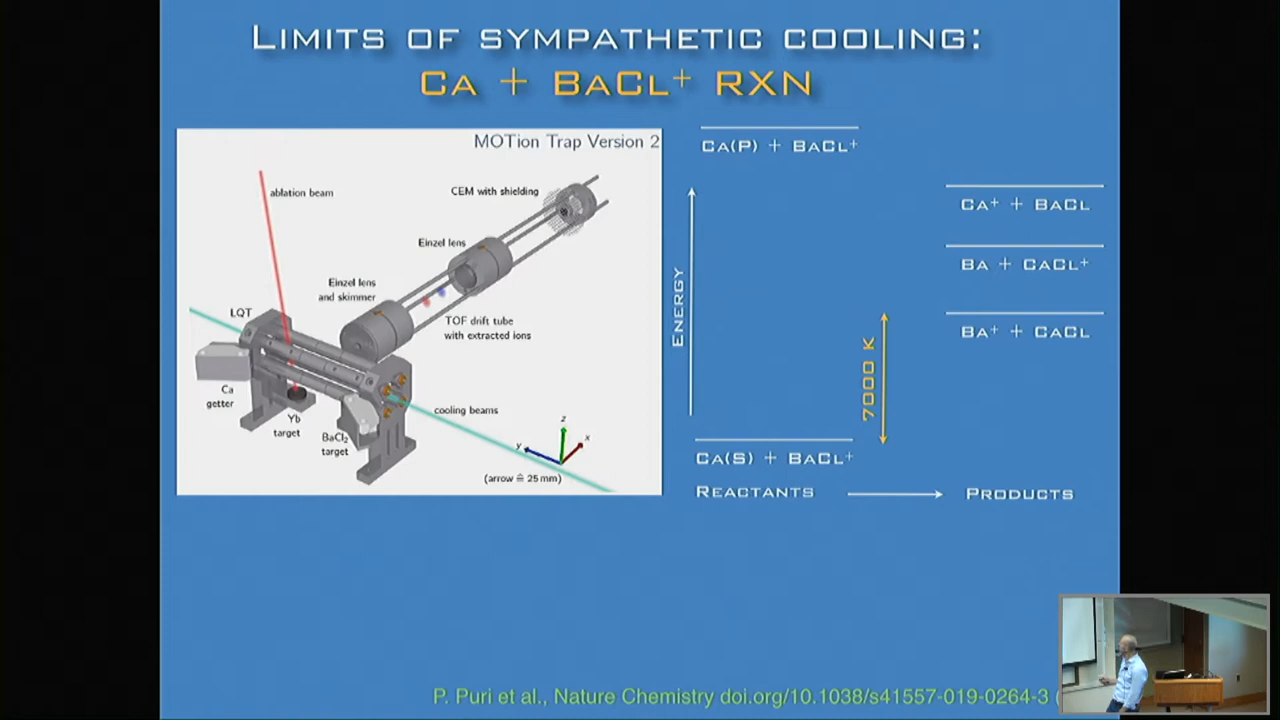 LIMITS OF SYMPATHETIC COOLING:
CA + BACL⁺ RXN
MOTion Trap Version 2
ablation beam
CEM with shielding
Einzel lens
Einzel lens
and skimmer
LQT
TOF drift tube
with extracted ions
Ca
getter
Yb
target
BaCl₂
target
cooling beams
z
y
x
(arrow ≙ 25 mm)
CA(P) + BACL⁺
CA⁺ + BACL
BA + CACL⁺
BA⁺ + CACL
ENERGY
7000 K
CA(S) + BACL⁺
REACTANTS
PRODUCTS
P. Puri et al., Nature Chemistry doi.org/10.1038/s41557-019-0264-3 (